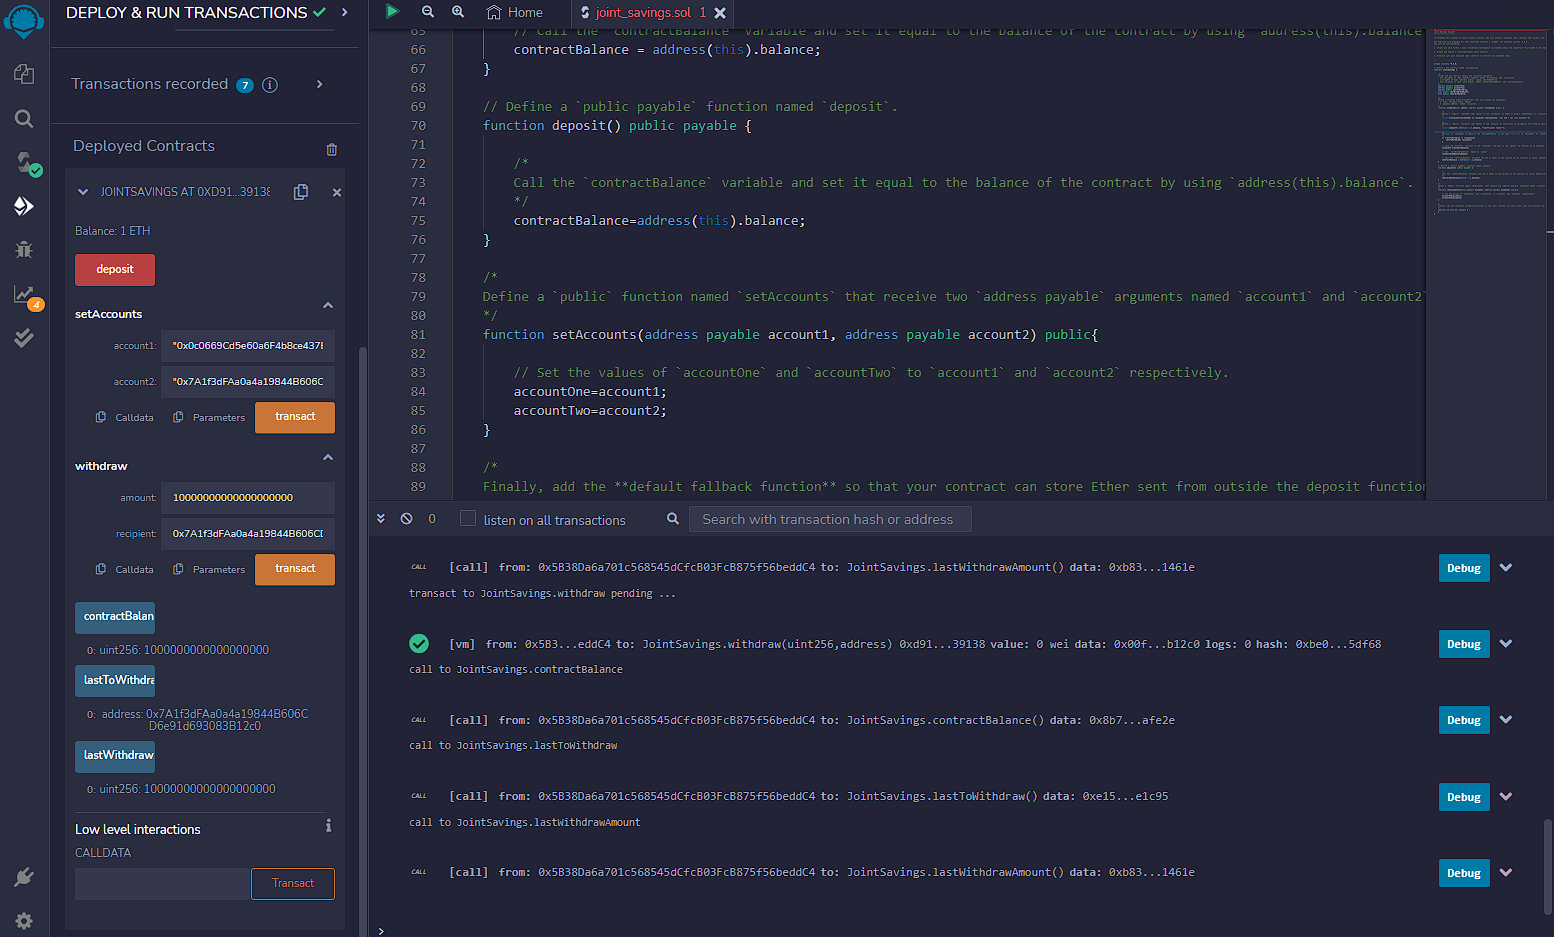 DEPLOY & RUN TRANSACTIONS
Transactions recorded 7 i
Deployed Contracts
JOINTSAVINGS AT 0XD91...39138
Balance: 1 ETH
deposit
setAccounts
account1: "0x0c0669Cd5e60a6F4b8ce437E
account2: "0x7A1f3dFAa0a4a19844B606C
Calldata Parameters transact
withdraw
amount: 10000000000000000000
recipient: 0x7A1f3dFAa0a4a19844B606CD
Calldata Parameters transact
contractBalan
0: uint256: 1000000000000000000
lastToWithdra
0: address: 0x7A1f3dFAa0a4a19844B606C
D6e91d693083B12c0
lastWithdraw
0: uint256: 10000000000000000000
Low level interactions i
CALLDATA
Transact
4
Home
joint_savings.sol 1
65 // Call the `contractBalance` variable and set it equal to the balance of the contract by using `address(this).balance
66 contractBalance = address(this).balance;
67 }
68
69 // Define a `public payable` function named `deposit`.
70 function deposit() public payable {
71
72 /*
73 Call the `contractBalance` variable and set it equal to the balance of the contract by using `address(this).balance`.
74 */
75 contractBalance=address(this).balance;
76 }
77
78 /*
79 Define a `public` function named `setAccounts` that receive two `address payable` arguments named `account1` and `account2`
80 */
81 function setAccounts(address payable account1, address payable account2) public{
82
83 // Set the values of `accountOne` and `accountTwo` to `account1` and `account2` respectively.
84 accountOne=account1;
85 accountTwo=account2;
86 }
87
88 /*
89 Finally, add the **default fallback function** so that your contract can store Ether sent from outside the deposit function
0 listen on all transactions Search with transaction hash or address
CALL [call] from: 0x5B38Da6a701c568545dCfcB03FcB875f56beddC4 to: JointSavings.lastWithdrawAmount() data: 0xb83...1461e Debug
transact to JointSavings.withdraw pending ...
[vm] from: 0x5B3...eddC4 to: JointSavings.withdraw(uint256,address) 0xd91...39138 value: 0 wei data: 0x00f...b12c0 logs: 0 hash: 0xbe0...5df68 Debug
call to JointSavings.contractBalance
CALL [call] from: 0x5B38Da6a701c568545dCfcB03FcB875f56beddC4 to: JointSavings.contractBalance() data: 0x8b7...afe2e Debug
call to JointSavings.lastToWithdraw
CALL [call] from: 0x5B38Da6a701c568545dCfcB03FcB875f56beddC4 to: JointSavings.lastToWithdraw() data: 0xe15...e1c95 Debug
call to JointSavings.lastWithdrawAmount
CALL [call] from: 0x5B38Da6a701c568545dCfcB03FcB875f56beddC4 to: JointSavings.lastWithdrawAmount() data: 0xb83...1461e Debug
>